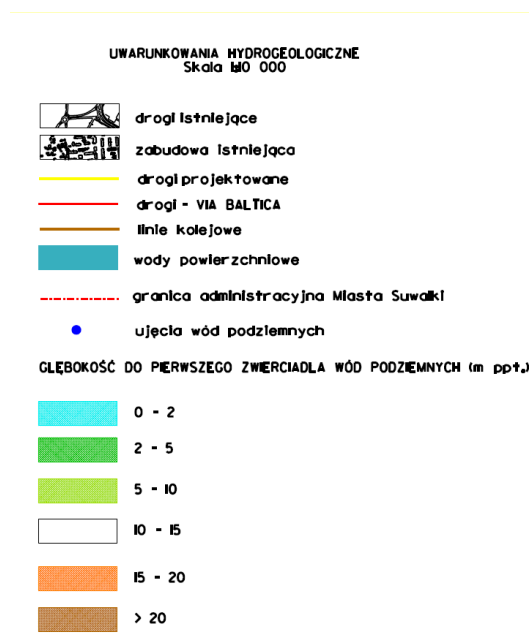 UWARUNKOWANIA HYDROGEOLOGICZNE
Skala 1:10 000
drogi istniejące
zabudowa istniejąca
drogi projektowane
drogi - VIA BALTICA
linie kolejowe
wody powierzchniowe
granica administracyjna Miasta Suwałki
ujęcia wód podziemnych
GŁĘBOKOŚĆ DO PIERWSZEGO ZWIERCIADŁA WÓD PODZIEMNYCH (m ppt.)
0 - 2
2 - 5
5 - 10
10 - 15
15 - 20
> 20